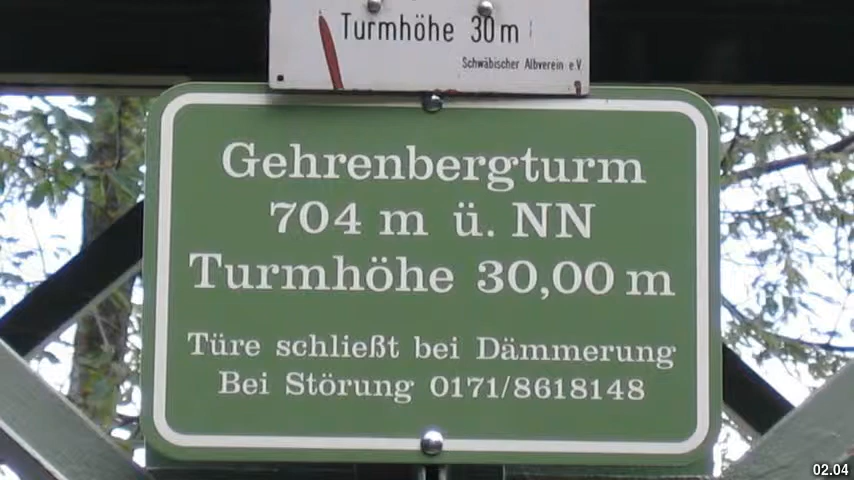 Turmhöhe 30 m
Schwäbischer Albverein e.V.
Gehrenbergturm
704 m ü. NN
Turmhöhe 30,00 m
Türe schließt bei Dämmerung
Bei Störung 0171/8618148
02.04